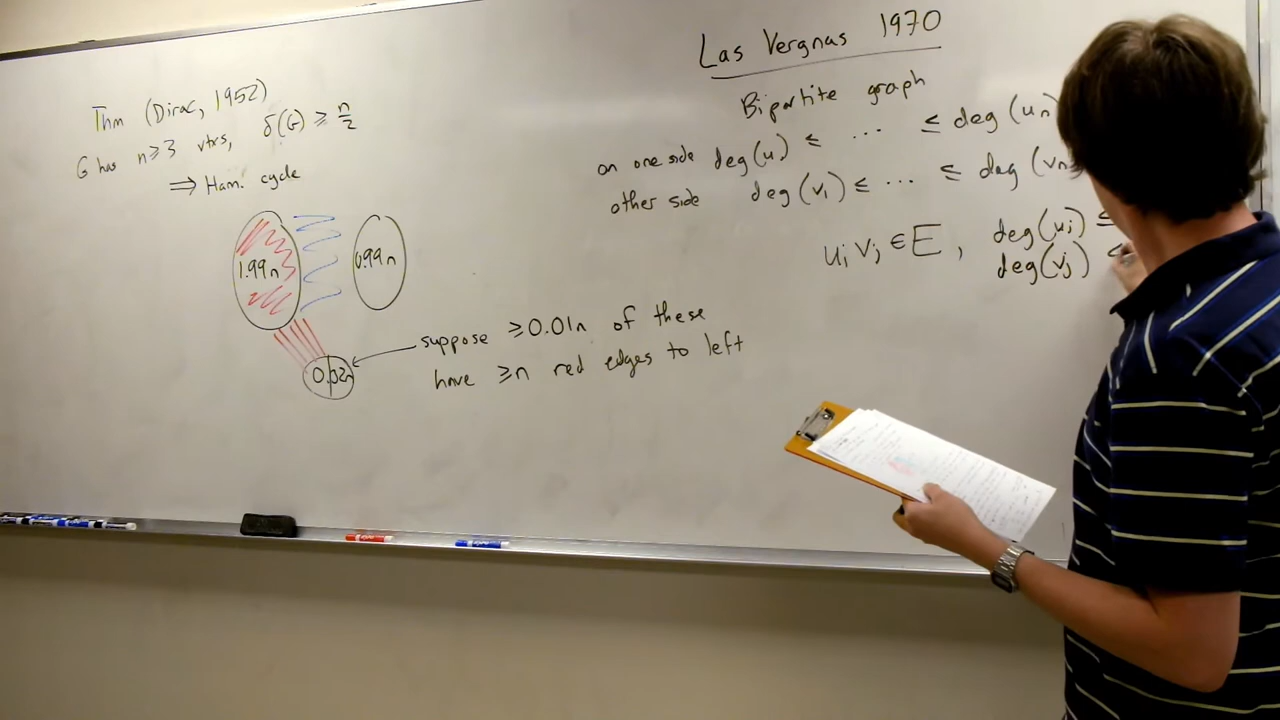 Thm (Dirac, 1952)
G has n≥3 vtxs, δ(G) ≥ n/2
⇒ Ham. cycle
1.99n
0.99n
0.02n
suppose ≥0.01n of these
have ≥n red edges to left
Las Vergnas 1970
Bipartite graph
on one side deg(u₁) ≤ ... ≤ deg(uₙ)
other side deg(v₁) ≤ ... ≤ deg(vₙ
uᵢ vⱼ ∈ E, deg(uᵢ) ≤
deg(vⱼ) ≤